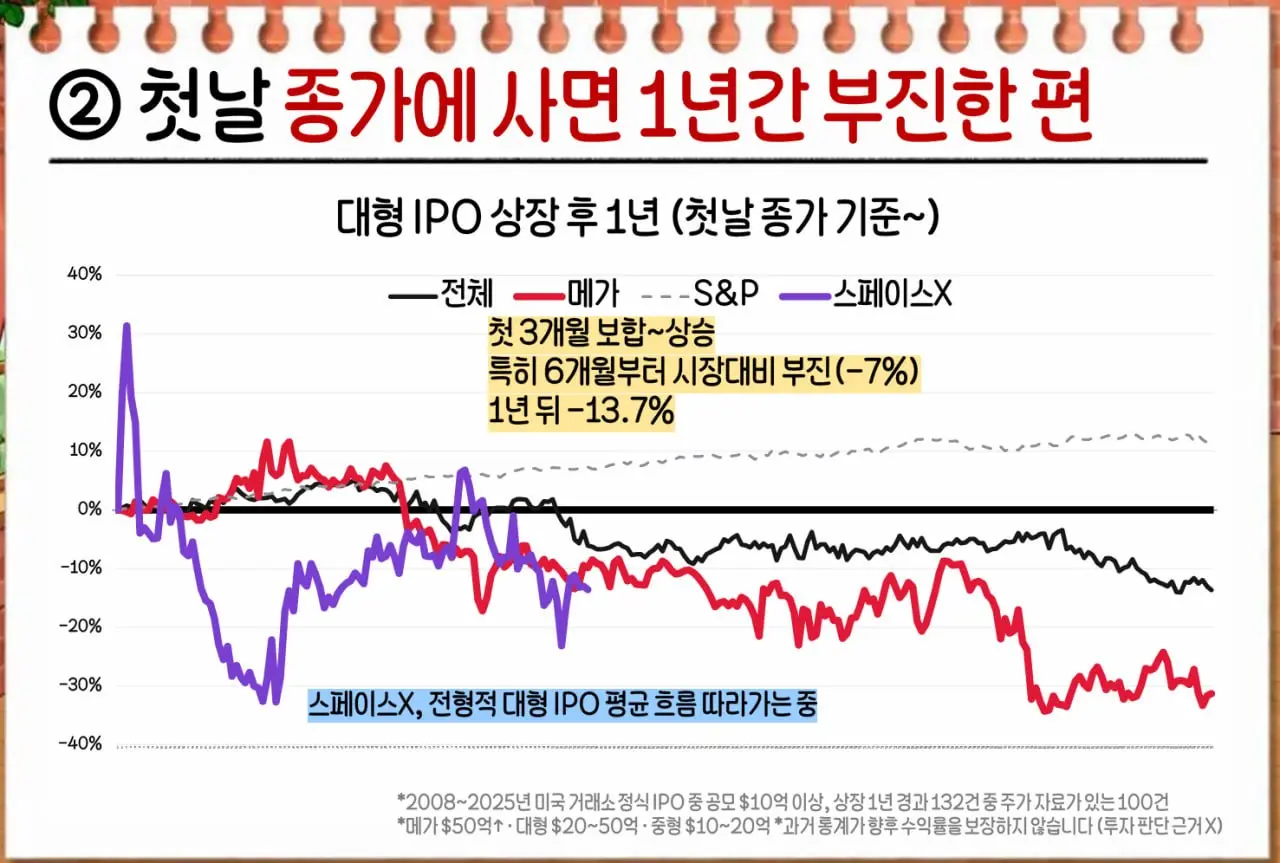 ② 첫날 종가에 사면 1년간 부진한 편
대형 IPO 상장 후 1년 (첫날 종가 기준~)
40%
전체 메가 S&P 스페이스X
30%
첫 3개월 보합~상승
특히 6개월부터 시장대비 부진(-7%)
20%
1년 뒤 -13.7%
10%
0%
-10%
-20%
-30%
스페이스X, 전형적 대형 IPO 평균 흐름 따라가는 중
-40%
*2008~2025년 미국 거래소 정식 IPO 중 공모 $10억 이상, 상장 1년 경과 132건 중 주가 자료가 있는 100건
*메가 $50억↑ · 대형 $20~50억 · 중형 $10~20억 *과거 통계가 향후 수익률을 보장하지 않습니다 (투자 판단 근거 X)